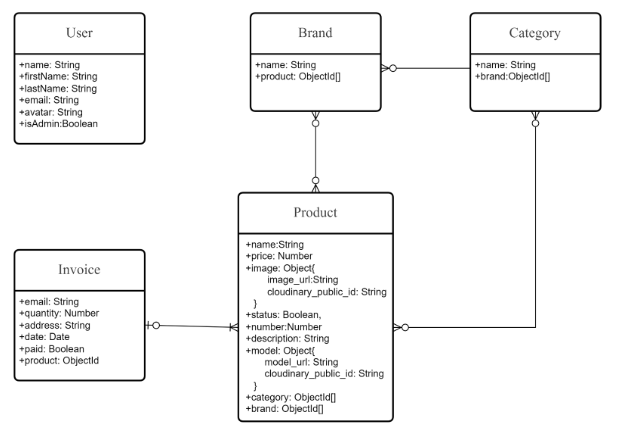 User
+name: String
+firstName: String
+lastName: String
+email: String
+avatar: String
+isAdmin:Boolean
Brand
+name: String
+product: ObjectId[]
Category
+name: String
+brand:ObjectId[]
Invoice
+email: String
+quantity: Number
+address: String
+date: Date
+paid: Boolean
+product: ObjectId
Product
+name:String
+price: Number
+image: Object{
image_url:String
cloudinary_public_id: String
}
+status: Boolean,
+number:Number
+description: String
+model: Object{
model_url: String
cloudinary_public_id: String
}
+category: ObjectId[]
+brand: ObjectId[]